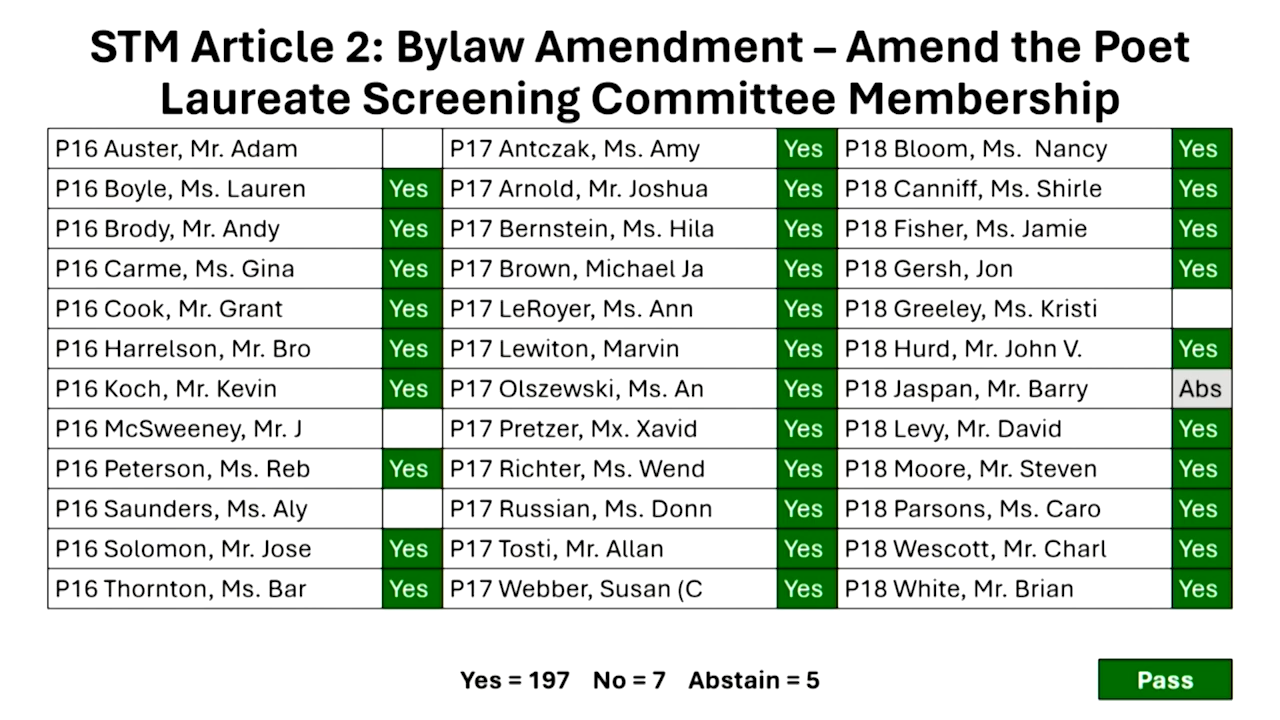 STM Article 2: Bylaw Amendment – Amend the Poet
Laureate Screening Committee Membership
P16 Auster, Mr. Adam P17 Antczak, Ms. Amy Yes P18 Bloom, Ms. Nancy Yes
P16 Boyle, Ms. Lauren Yes P17 Arnold, Mr. Joshua Yes P18 Canniff, Ms. Shirle Yes
P16 Brody, Mr. Andy Yes P17 Bernstein, Ms. Hila Yes P18 Fisher, Ms. Jamie Yes
P16 Carme, Ms. Gina Yes P17 Brown, Michael Ja Yes P18 Gersh, Jon Yes
P16 Cook, Mr. Grant Yes P17 LeRoyer, Ms. Ann Yes P18 Greeley, Ms. Kristi
P16 Harrelson, Mr. Bro Yes P17 Lewiton, Marvin Yes P18 Hurd, Mr. John V. Yes
P16 Koch, Mr. Kevin Yes P17 Olszewski, Ms. An Yes P18 Jaspan, Mr. Barry Abs
P16 McSweeney, Mr. J P17 Pretzer, Mx. Xavid Yes P18 Levy, Mr. David Yes
P16 Peterson, Ms. Reb Yes P17 Richter, Ms. Wend Yes P18 Moore, Mr. Steven Yes
P16 Saunders, Ms. Aly P17 Russian, Ms. Donn Yes P18 Parsons, Ms. Caro Yes
P16 Solomon, Mr. Jose Yes P17 Tosti, Mr. Allan Yes P18 Wescott, Mr. Charl Yes
P16 Thornton, Ms. Bar Yes P17 Webber, Susan (C Yes P18 White, Mr. Brian Yes
Yes = 197 No = 7 Abstain = 5 Pass